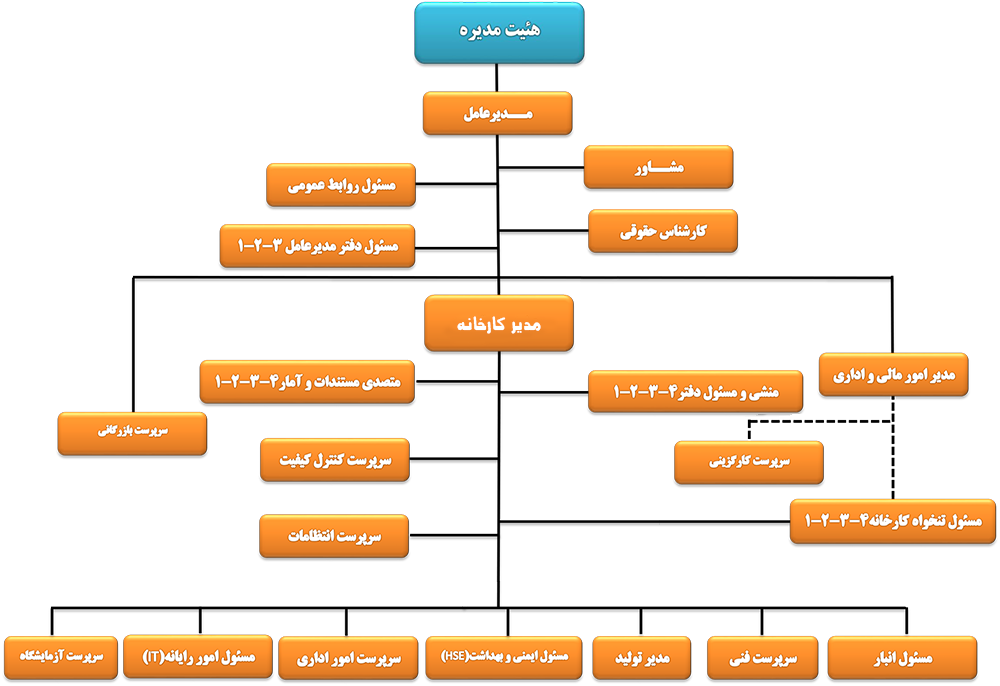 هئیت مدیره
مـــدیرعامل
مشـــاور
مسئول روابط عمومی
کارشناس حقوقی
مسئول دفتر مدیرعامل ۳-۲-۱
مدیر کارخانه
مدیر امور مالی و اداری
متصدی مستندات و آمار۴-۳-۲-۱
منشی و مسئول دفتر۴-۳-۲-۱
سرپرست بازرگانی
سرپرست کنترل کیفیت
سرپرست کارگزینی
مسئول تنخواه کارخانه۴-۳-۲-۱
سرپرست انتظامات
مسئول انبار
سرپرست فنی
مدیر تولید
مسئول ایمنی و بهداشت(HSE)
سرپرست امور اداری
مسئول امور رایانه(IT)
سرپرست آزمایشگاه